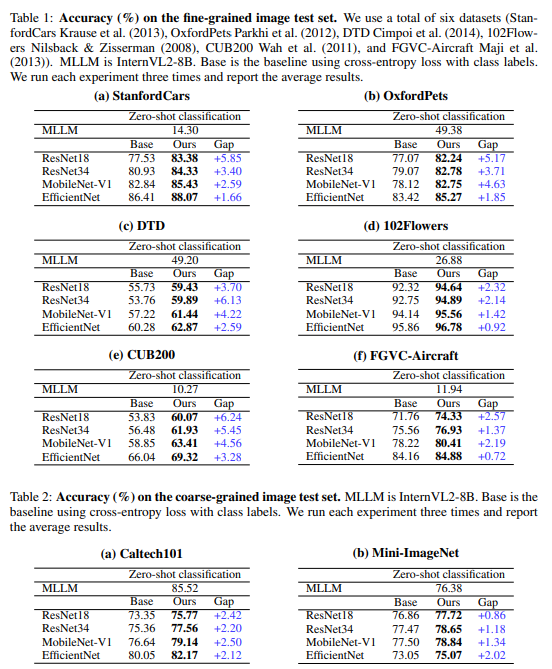 Table 1: Accuracy (%) on the fine-grained image test set. We use a total of six datasets (Stan-
fordCars Krause et al. (2013), OxfordPets Parkhi et al. (2012), DTD Cimpoi et al. (2014), 102Flow-
ers Nilsback & Zisserman (2008), CUB200 Wah et al. (2011), and FGVC-Aircraft Maji et al.
(2013)). MLLM is InternVL2-8B. Base is the baseline using cross-entropy loss with class labels.
We run each experiment three times and report the average results.
(a) StanfordCars
Zero-shot classification
MLLM 14.30
Base Ours Gap
ResNet18 77.53 83.38 +5.85
ResNet34 80.93 84.33 +3.40
MobileNet-V1 82.84 85.43 +2.59
EfficientNet 86.41 88.07 +1.66
(b) OxfordPets
Zero-shot classification
MLLM 49.38
Base Ours Gap
ResNet18 77.07 82.24 +5.17
ResNet34 79.07 82.78 +3.71
MobileNet-V1 78.12 82.75 +4.63
EfficientNet 83.42 85.27 +1.85
(c) DTD
Zero-shot classification
MLLM 49.20
Base Ours Gap
ResNet18 55.73 59.43 +3.70
ResNet34 53.76 59.89 +6.13
MobileNet-V1 57.22 61.44 +4.22
EfficientNet 60.28 62.87 +2.59
(d) 102Flowers
Zero-shot classification
MLLM 26.88
Base Ours Gap
ResNet18 92.32 94.64 +2.32
ResNet34 92.75 94.89 +2.14
MobileNet-V1 94.14 95.56 +1.42
EfficientNet 95.86 96.78 +0.92
(e) CUB200
Zero-shot classification
MLLM 10.27
Base Ours Gap
ResNet18 53.83 60.07 +6.24
ResNet34 56.48 61.93 +5.45
MobileNet-V1 58.85 63.41 +4.56
EfficientNet 66.04 69.32 +3.28
(f) FGVC-Aircraft
Zero-shot classification
MLLM 11.94
Base Ours Gap
ResNet18 71.76 74.33 +2.57
ResNet34 75.56 76.93 +1.37
MobileNet-V1 78.22 80.41 +2.19
EfficientNet 84.16 84.88 +0.72
Table 2: Accuracy (%) on the coarse-grained image test set. MLLM is InternVL2-8B. Base is the
baseline using cross-entropy loss with class labels. We run each experiment three times and report
the average results.
(a) Caltech101
Zero-shot classification
MLLM 85.52
Base Ours Gap
ResNet18 73.35 75.77 +2.42
ResNet34 75.36 77.56 +2.20
MobileNet-V1 76.64 79.14 +2.50
EfficientNet 80.05 82.17 +2.12
(b) Mini-ImageNet
Zero-shot classification
MLLM 76.38
Base Ours Gap
ResNet18 76.86 77.72 +0.86
ResNet34 77.47 78.65 +1.18
MobileNet-V1 77.50 78.84 +1.34
EfficientNet 73.05 75.07 +2.02